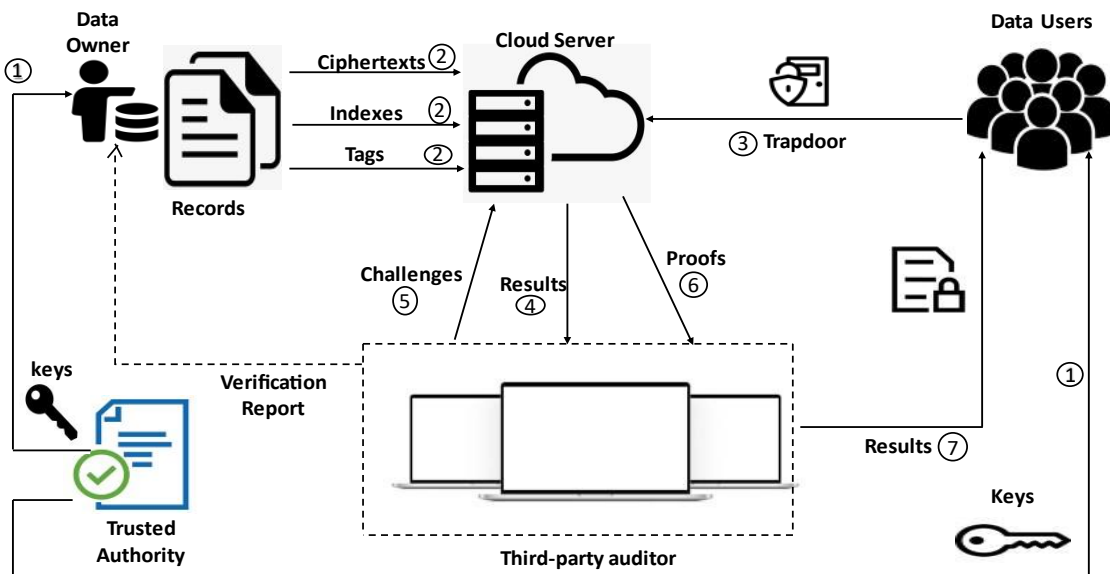 Data
Owner
①
Records
Ciphertexts ②
Indexes ②
Tags ②
Cloud Server
Data Users
③ Trapdoor
Challenges
⑤
Results
④
Proofs
⑥
keys
Verification
Report
①
Results ⑦
Trusted
Authority
Third-party auditor
Keys